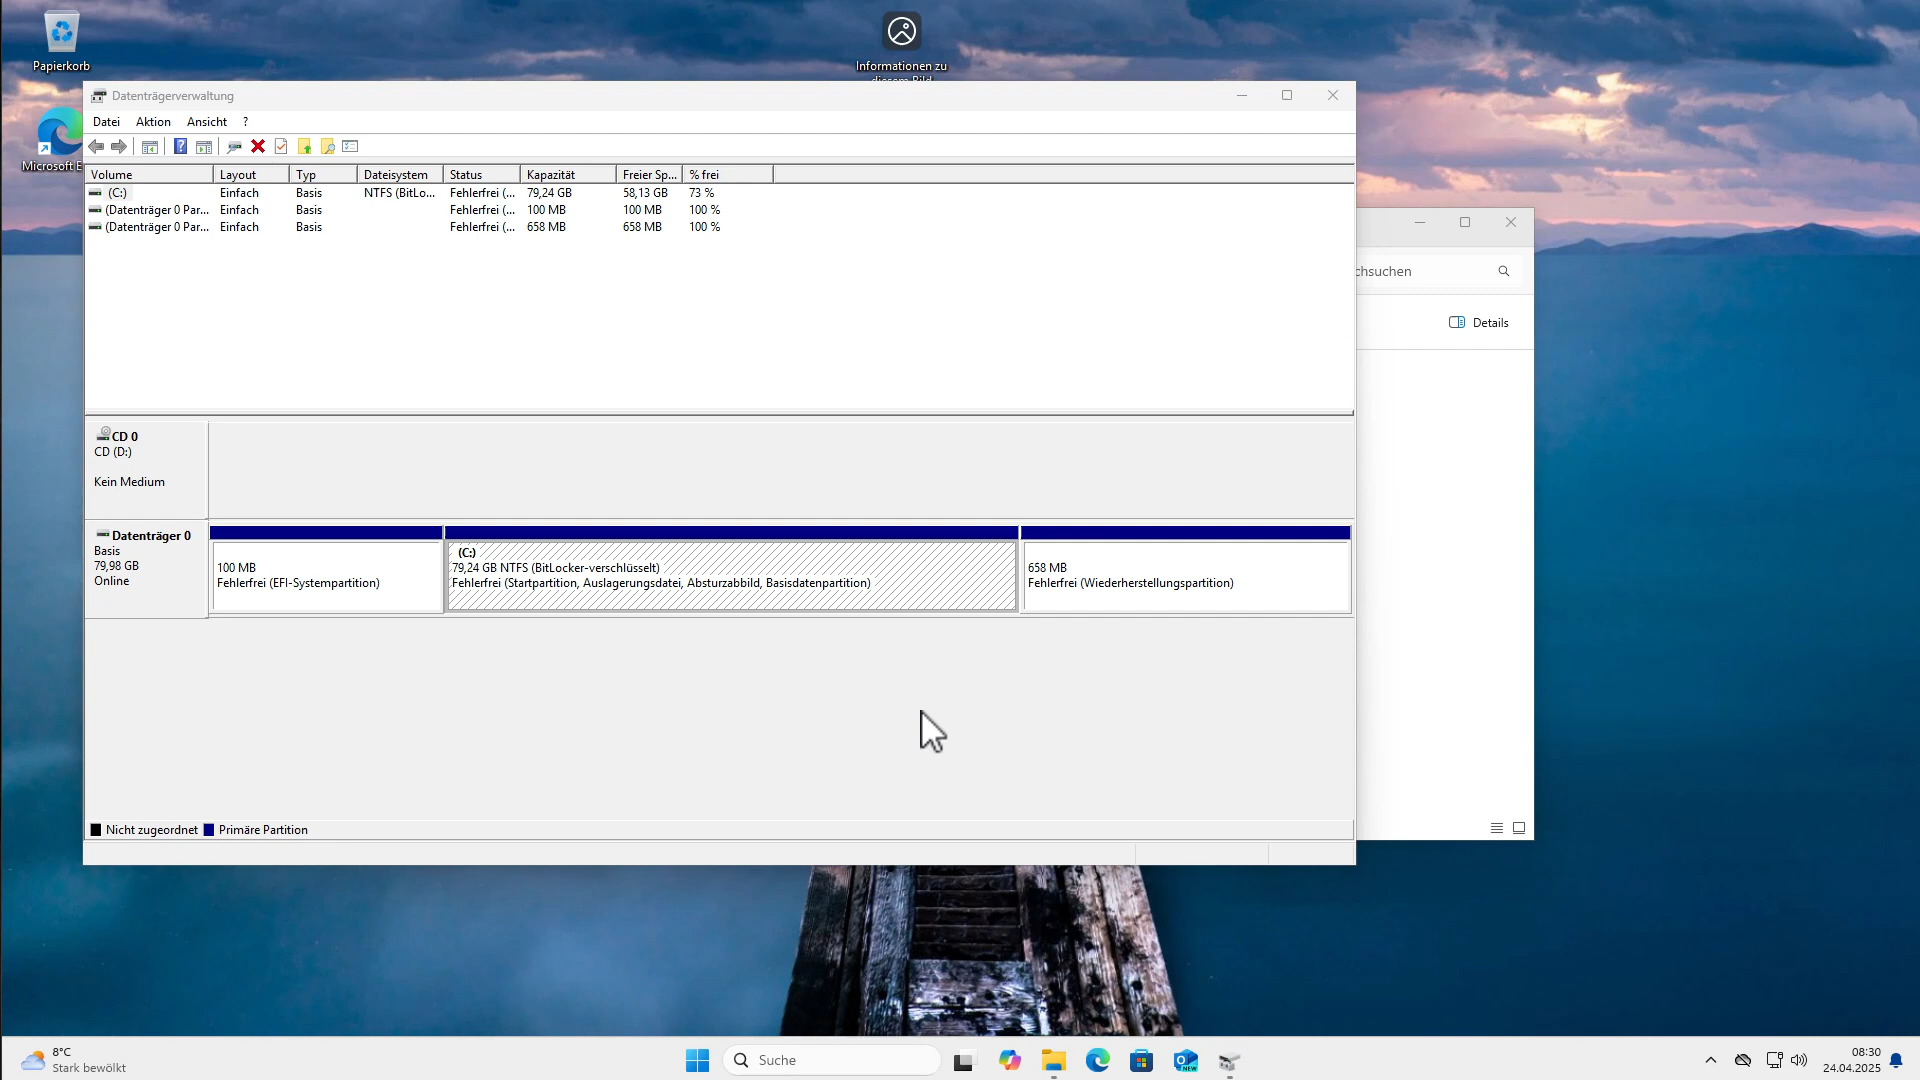 Papierkorb
Informationen zu
diesem Bild
Microsoft E
Datenträgerverwaltung
Datei Aktion Ansicht ?
Volume Layout Typ Dateisystem Status Kapazität Freier Sp... % frei
(C:) Einfach Basis NTFS (BitLo... Fehlerfrei (... 79,24 GB 58,13 GB 73 %
(Datenträger 0 Par... Einfach Basis Fehlerfrei (... 100 MB 100 MB 100 %
(Datenträger 0 Par... Einfach Basis Fehlerfrei (... 658 MB 658 MB 100 %
chsuchen
Details
CD 0
CD (D:)
Kein Medium
Datenträger 0
Basis
79,98 GB
Online
100 MB
Fehlerfrei (EFI-Systempartition)
(C:)
79,24 GB NTFS (BitLocker-verschlüsselt)
Fehlerfrei (Startpartition, Auslagerungsdatei, Absturzabbild, Basisdatenpartition)
658 MB
Fehlerfrei (Wiederherstellungspartition)
Nicht zugeordnet Primäre Partition
8°C
Stark bewölkt
Suche
NEW
08:30
24.04.2025